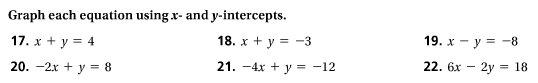 Graph each equation using x- and y-intercepts.
17. x + y = 4 18. x + y = −3 19. x − y = −8
20. −2x + y = 8 21. −4x + y = −12 22. 6x − 2y = 18